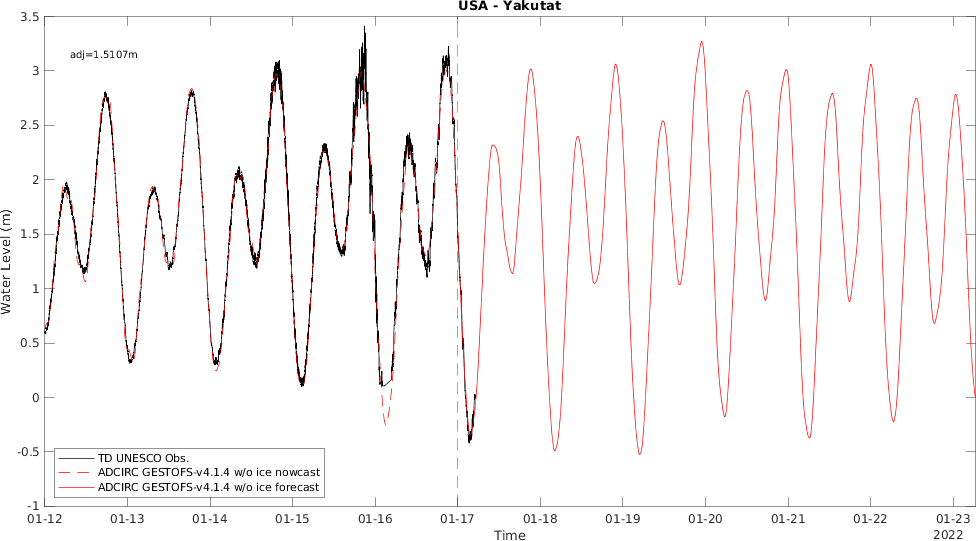 USA - Yakutat
3.5
adj=1.5107m
3
2.5
2
1.5
1
0.5
0
-0.5
-1
Water Level (m)
TD UNESCO Obs.
ADCIRC GESTOFS-v4.1.4 w/o ice nowcast
ADCIRC GESTOFS-v4.1.4 w/o ice forecast
01-12 01-13 01-14 01-15 01-16 01-17 01-18 01-19 01-20 01-21 01-22 01-23
Time 2022